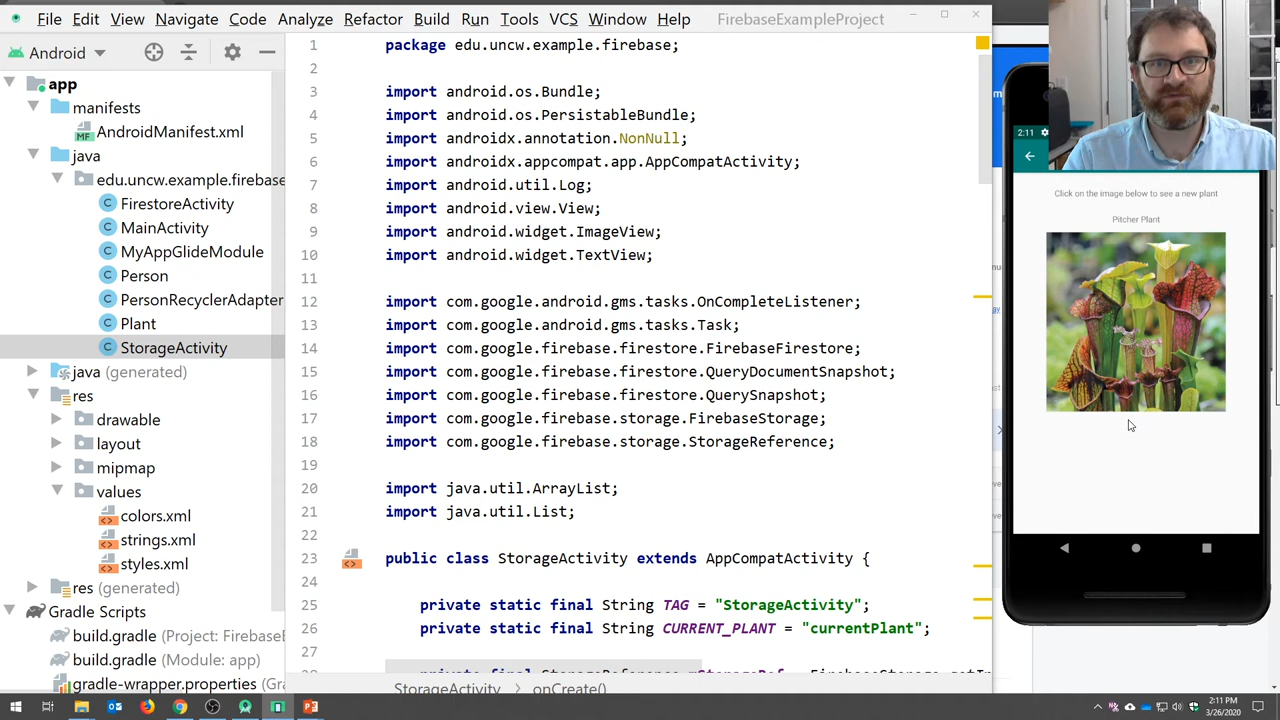 File Edit View Navigate Code Analyze Refactor Build Run Tools VCS Window Help FirebaseExampleProject
Android
app
manifests
AndroidManifest.xml
java
edu.uncw.example.firebase
FirestoreActivity
MainActivity
MyAppGlideModule
Person
PersonRecyclerAdapter
Plant
StorageActivity
java (generated)
res
drawable
layout
mipmap
values
colors.xml
strings.xml
styles.xml
res (generated)
Gradle Scripts
build.gradle (Project: Firebase
build.gradle (Module: app)
gradle-wrapper.properties (Gra
1 package edu.uncw.example.firebase;
2
3 import android.os.Bundle;
4 import android.os.PersistableBundle;
5 import androidx.annotation.NonNull;
6 import androidx.appcompat.app.AppCompatActivity;
7 import android.util.Log;
8 import android.view.View;
9 import android.widget.ImageView;
10 import android.widget.TextView;
11
12 import com.google.android.gms.tasks.OnCompleteListener;
13 import com.google.android.gms.tasks.Task;
14 import com.google.firebase.firestore.FirebaseFirestore;
15 import com.google.firebase.firestore.QueryDocumentSnapshot;
16 import com.google.firebase.firestore.QuerySnapshot;
17 import com.google.firebase.storage.FirebaseStorage;
18 import com.google.firebase.storage.StorageReference;
19
20 import java.util.ArrayList;
21 import java.util.List;
22
23 public class StorageActivity extends AppCompatActivity {
24
25 private static final String TAG = "StorageActivity";
26 private static final String CURRENT_PLANT = "currentPlant";
27
StorageActivity > onCreate()
2:11
Click on the image below to see a new plant
Pitcher Plant
2:11 PM
3/26/2020